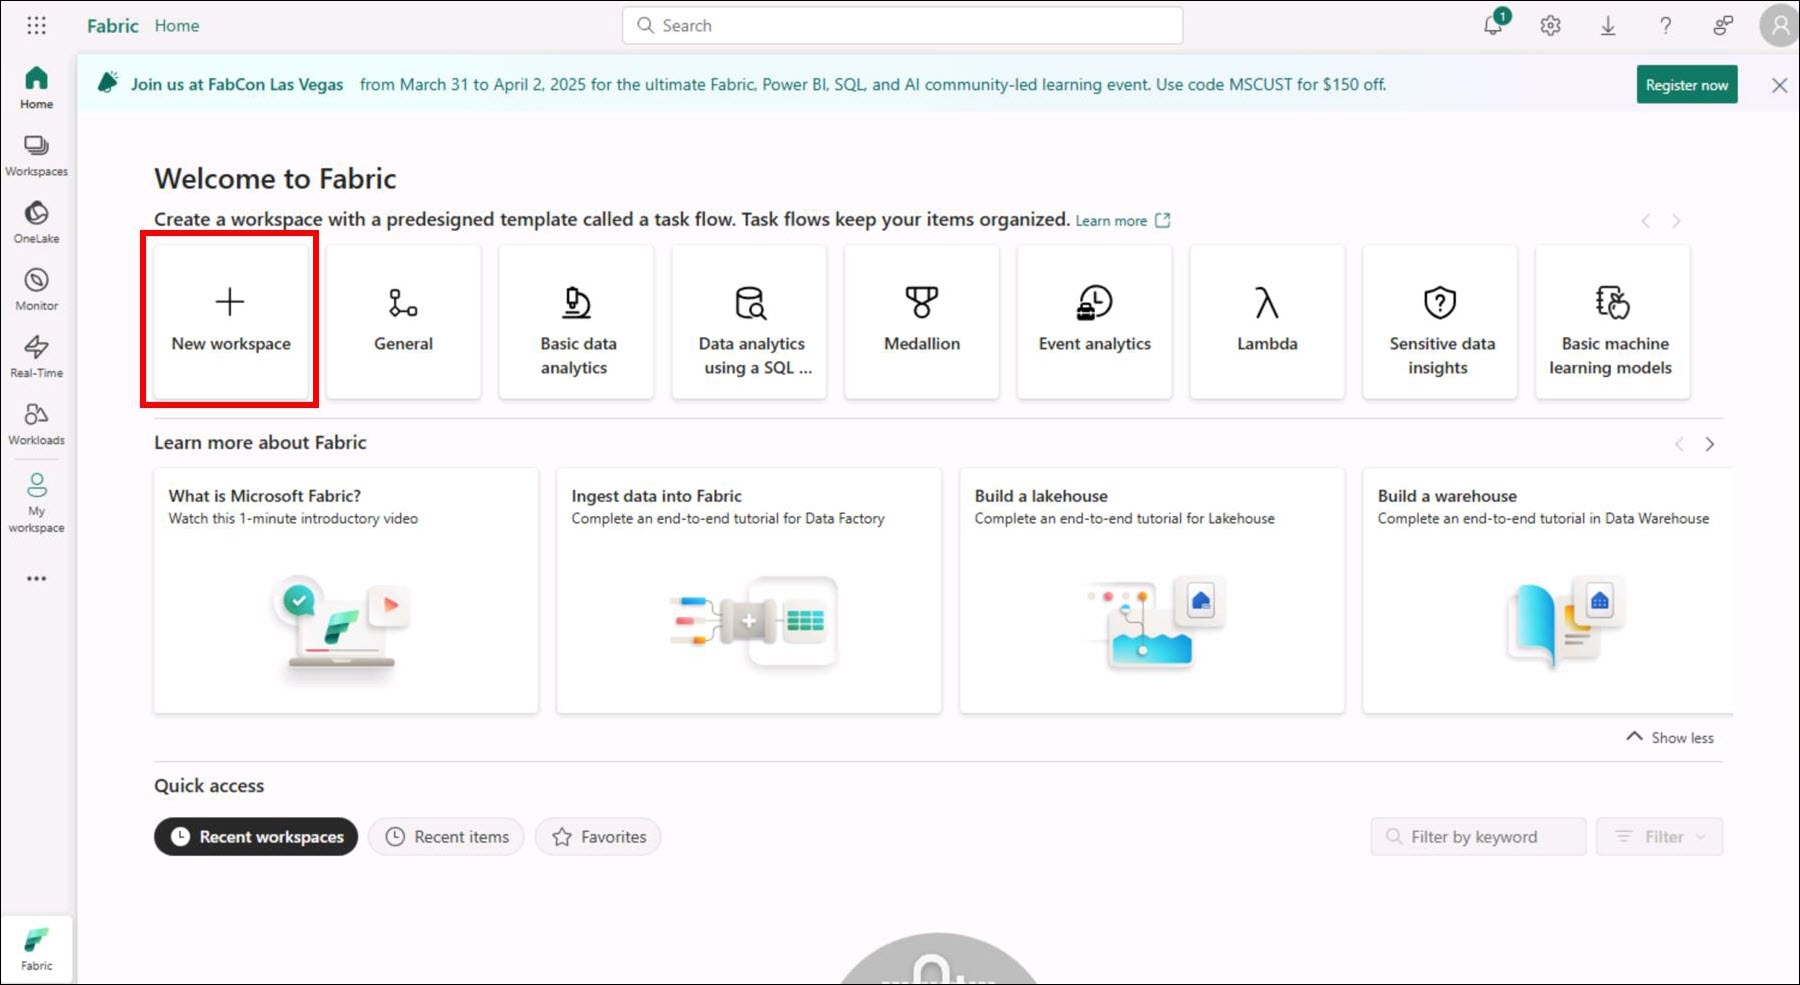 Fabric Home
Search
1
Join us at FabCon Las Vegas from March 31 to April 2, 2025 for the ultimate Fabric, Power BI, SQL, and AI community-led learning event. Use code MSCUST for $150 off.
Register now
Home
Workspaces
OneLake
Monitor
Real-Time
Workloads
My
workspace
Fabric
Welcome to Fabric
Create a workspace with a predesigned template called a task flow. Task flows keep your items organized. Learn more
New workspace
General
Basic data
analytics
Data analytics
using a SQL ...
Medallion
Event analytics
Lambda
Sensitive data
insights
Basic machine
learning models
Learn more about Fabric
What is Microsoft Fabric?
Watch this 1-minute introductory video
Ingest data into Fabric
Complete an end-to-end tutorial for Data Factory
Build a lakehouse
Complete an end-to-end tutorial for Lakehouse
Build a warehouse
Complete an end-to-end tutorial in Data Warehouse
Show less
Quick access
Recent workspaces
Recent items
Favorites
Filter by keyword
Filter